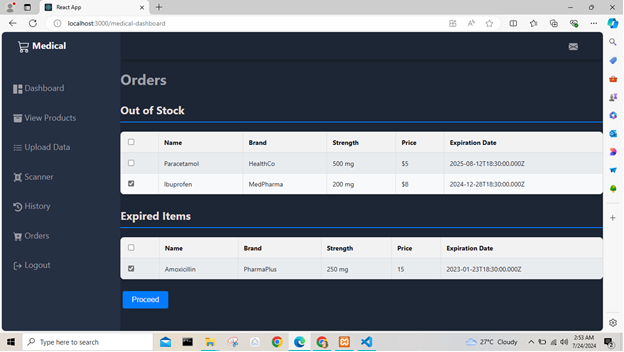 React App
localhost:3000/medical-dashboard
Medical
Dashboard
View Products
Upload Data
Scanner
History
Orders
Logout
Orders
Out of Stock
Name Brand Strength Price Expiration Date
Paracetamol HealthCo 500 mg $5 2025-08-12T18:30:00.000Z
Ibuprofen MedPharma 200 mg $8 2024-12-28T18:30:00.000Z
Expired Items
Name Brand Strength Price Expiration Date
Amoxicillin PharmaPlus 250 mg 15 2023-01-23T18:30:00.000Z
Proceed
Type here to search
27°C Cloudy
2:53 AM
7/24/2024